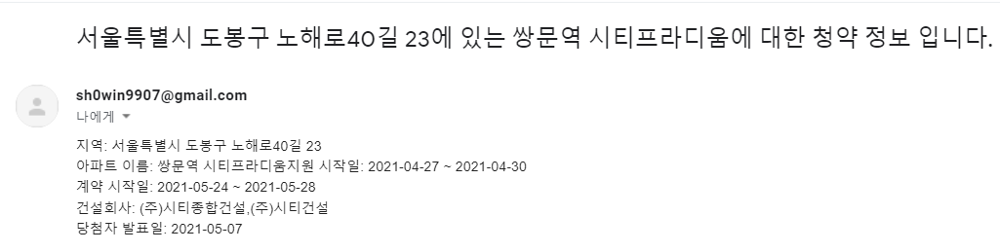 서울특별시 도봉구 노해로40길 23에 있는 쌍문역 시티프라디움에 대한 청약 정보 입니다.
sh0win9907@gmail.com
나에게
지역: 서울특별시 도봉구 노해로40길 23
아파트 이름: 쌍문역 시티프라디움지원 시작일: 2021-04-27 ~ 2021-04-30
계약 시작일: 2021-05-24 ~ 2021-05-28
건설회사: (주)시티종합건설,(주)시티건설
당첨자 발표일: 2021-05-07